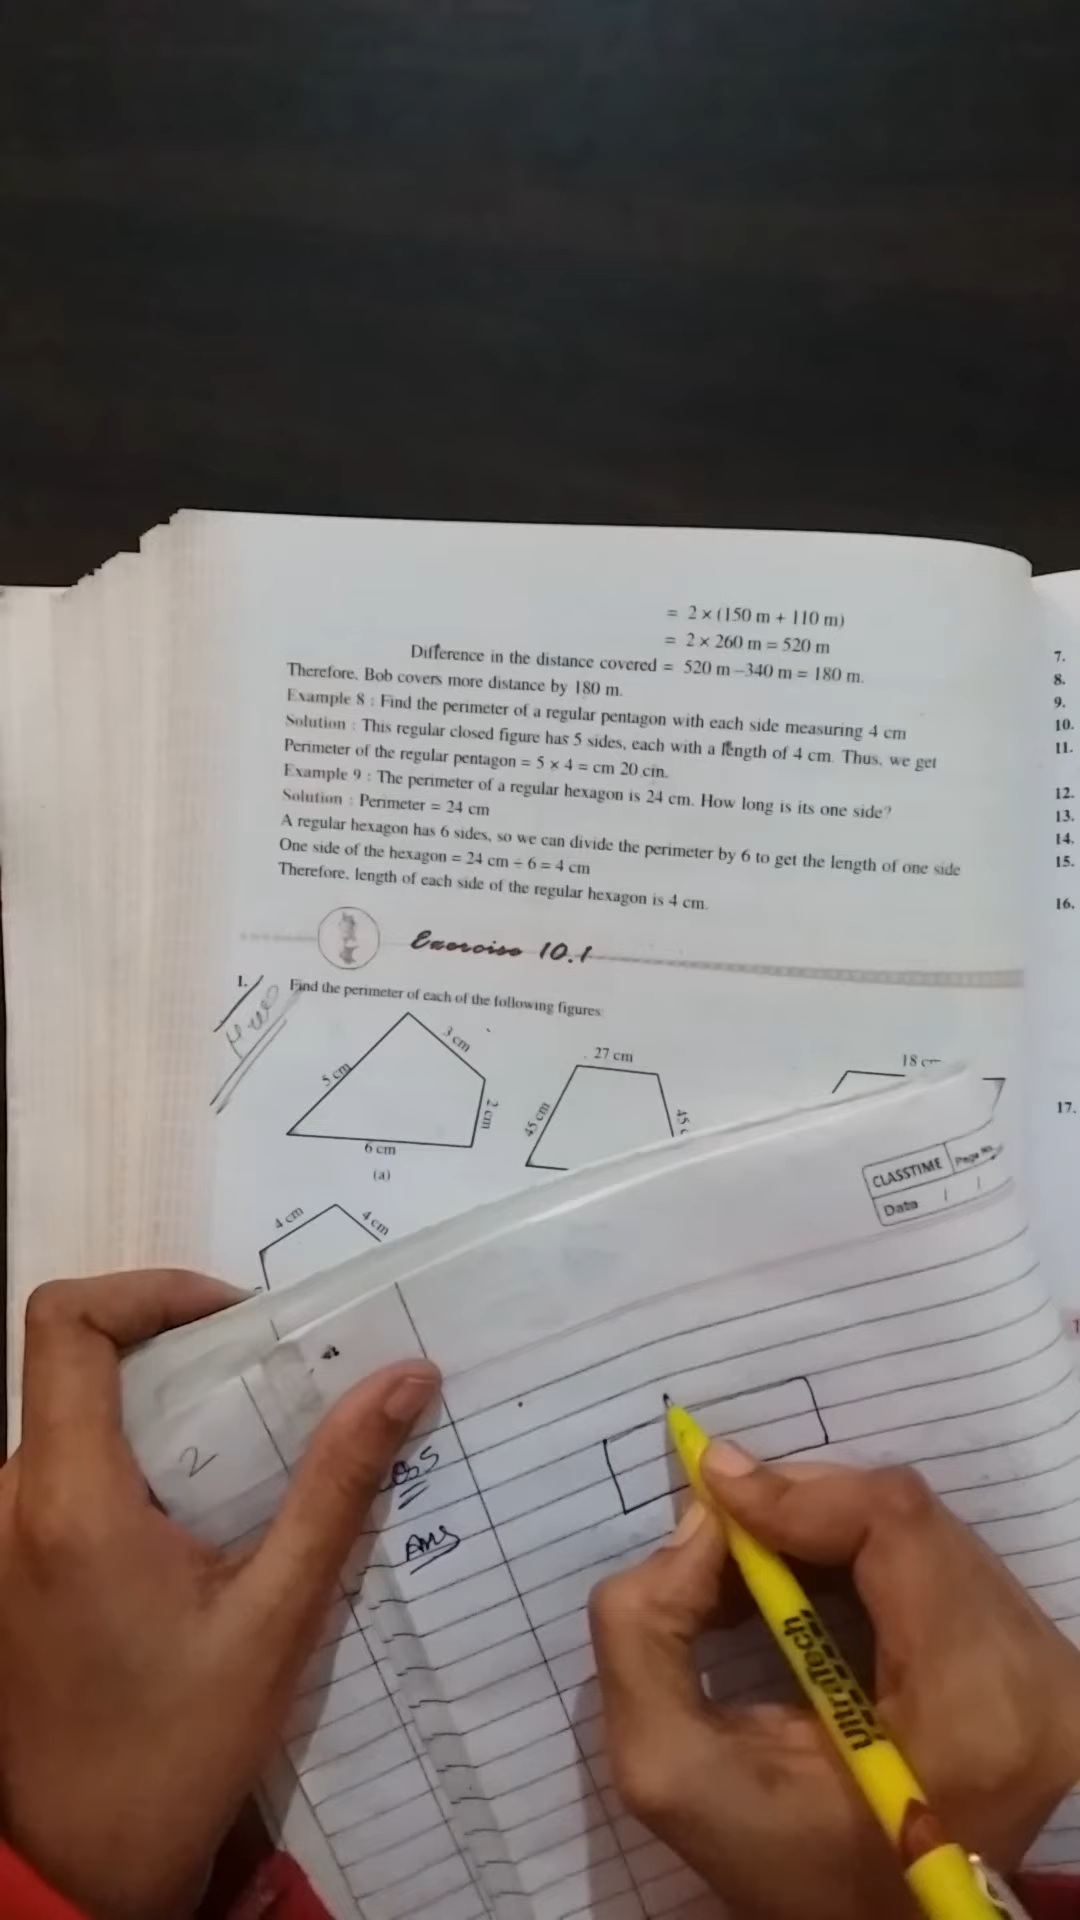 = 2 × (150 m + 110 m)
= 2 × 260 m = 520 m
Difference in the distance covered = 520 m – 340 m = 180 m.
Therefore, Bob covers more distance by 180 m.
Example 8 : Find the perimeter of a regular pentagon with each side measuring 4 cm
Solution : This regular closed figure has 5 sides, each with a length of 4 cm. Thus, we get
Perimeter of the regular pentagon = 5 × 4 = cm 20 cm.
Example 9 : The perimeter of a regular hexagon is 24 cm. How long is its one side?
Solution : Perimeter = 24 cm
A regular hexagon has 6 sides, so we can divide the perimeter by 6 to get the length of one side
One side of the hexagon = 24 cm ÷ 6 = 4 cm
Therefore, length of each side of the regular hexagon is 4 cm.
Exercise 10.1
1. Find the perimeter of each of the following figures
5 cm
3 cm
2 cm
6 cm
(a)
27 cm
45 cm
45
18
4 cm
4 cm
7.
8.
9.
10.
11.
12.
13.
14.
15.
16.
17.
CLASSTIME
Page No.
Date / /
2
Ans
Ultratech